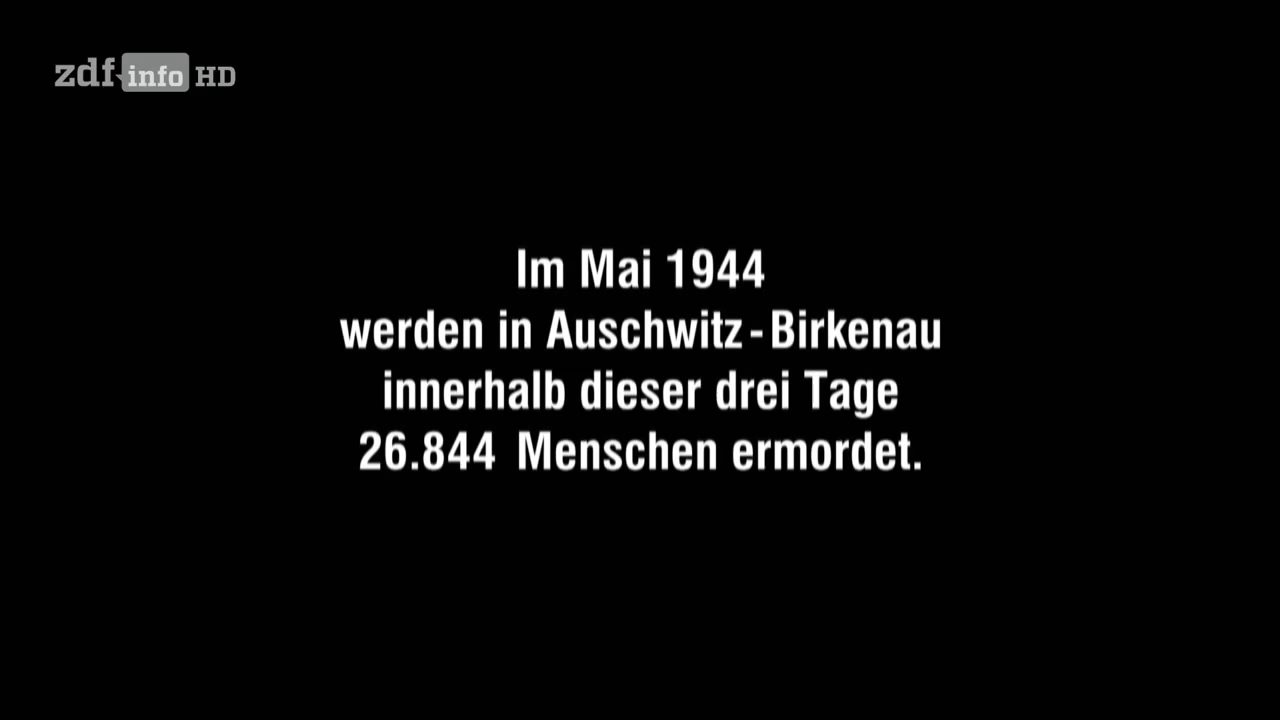 zdf info HD
Im Mai 1944
werden in Auschwitz-Birkenau
innerhalb dieser drei Tage
26.844 Menschen ermordet.